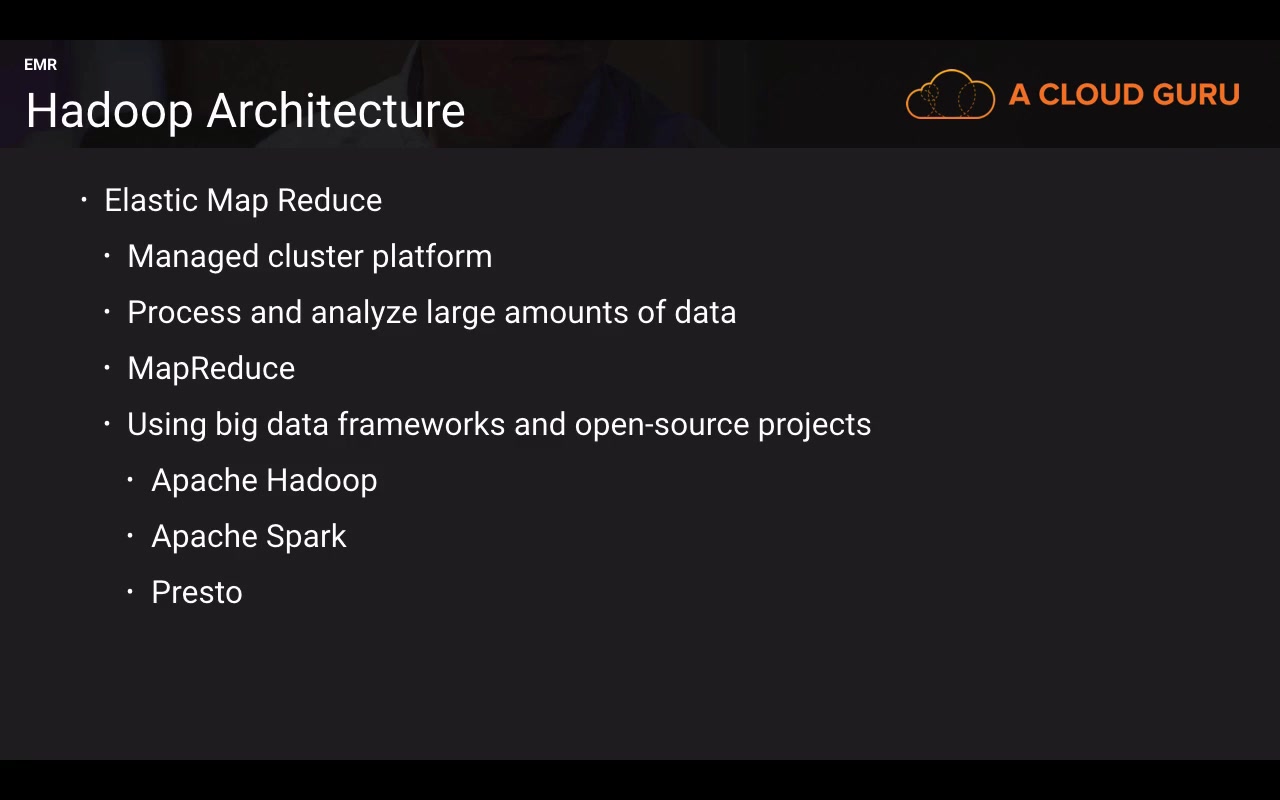 EMR
Hadoop Architecture
A CLOUD GURU
• Elastic Map Reduce
• Managed cluster platform
• Process and analyze large amounts of data
• MapReduce
• Using big data frameworks and open-source projects
• Apache Hadoop
• Apache Spark
• Presto